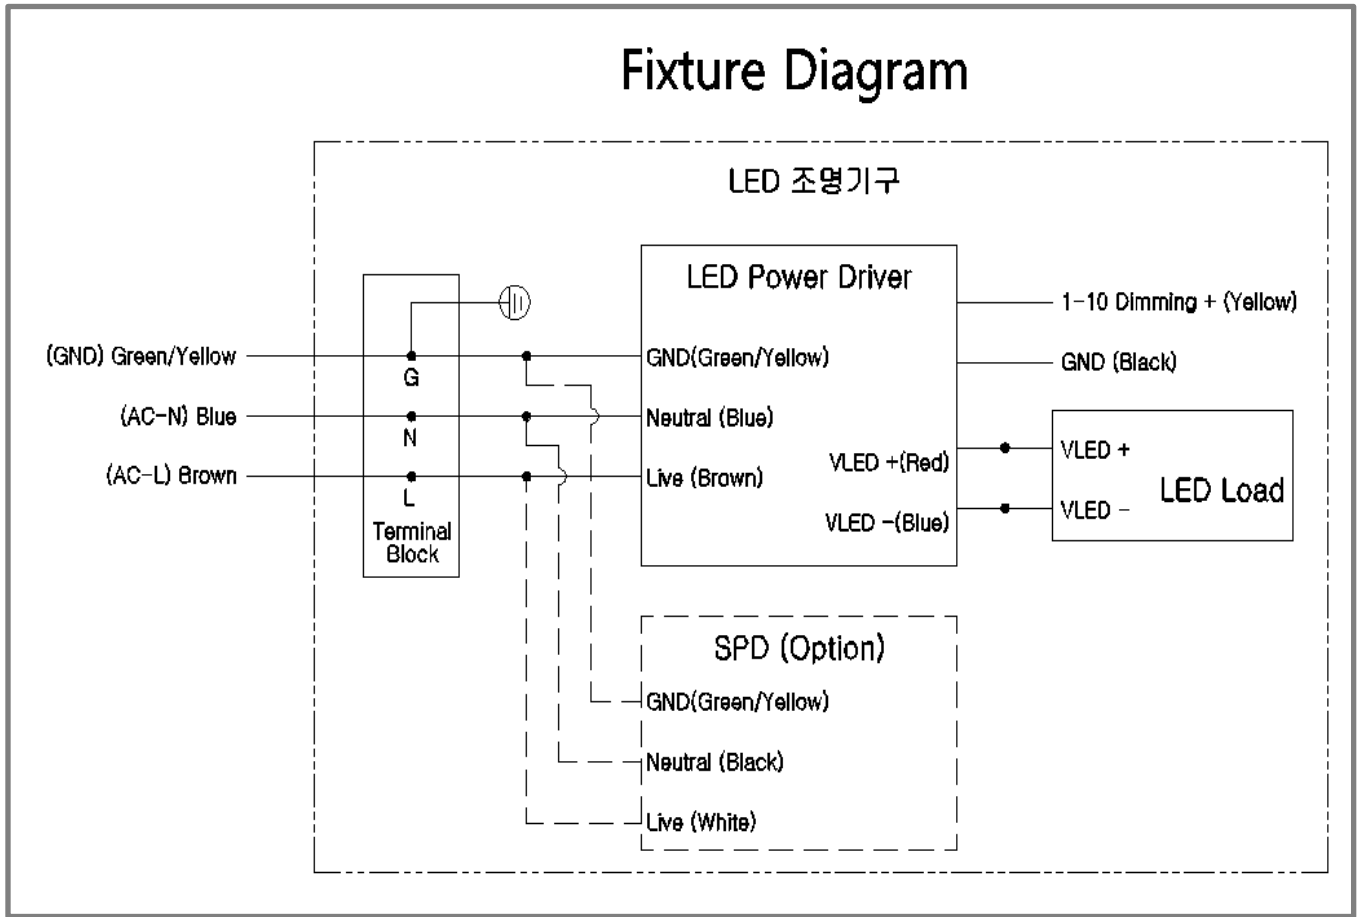 Fixture Diagram
LED 조명기구
LED Power Driver
1-10 Dimming + (Yellow)
(GND) Green/Yellow
G
GND(Green/Yellow)
GND (Black)
(AC-N) Blue
N
Neutral (Blue)
(AC-L) Brown
L
Live (Brown)
Terminal
Block
VLED +(Red)
VLED -(Blue)
VLED +
LED Load
VLED -
SPD (Option)
GND(Green/Yellow)
Neutral (Black)
Live (White)